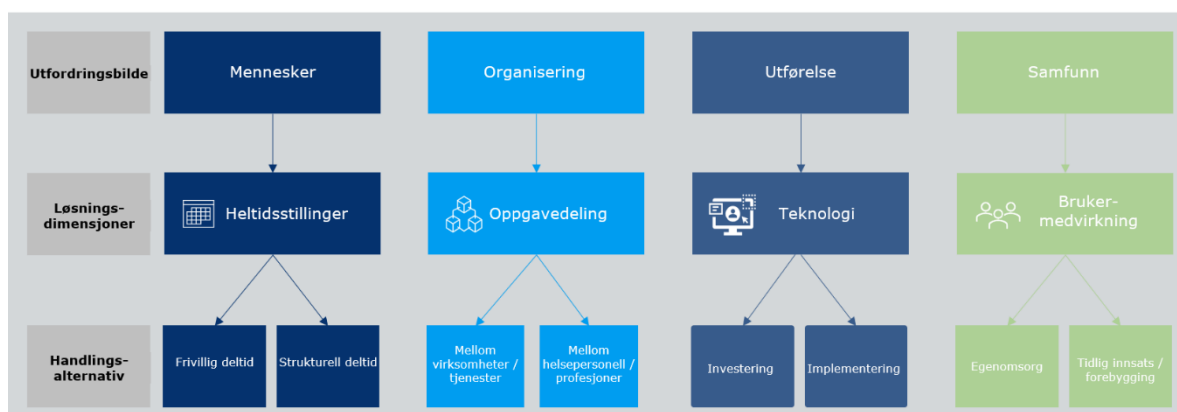 Utfordringsbilde
Mennesker
Organisering
Utførelse
Samfunn
Løsnings-
dimensjoner
Heltidsstillinger
Oppgavedeling
Teknologi
Bruker-
medvirkning
Handlings-
alternativ
Frivillig deltid
Strukturell deltid
Mellom
virksomheter /
tjenester
Mellom
helsepersonell /
profesjoner
Investering
Implementering
Egenomsorg
Tidlig innsats /
forebygging